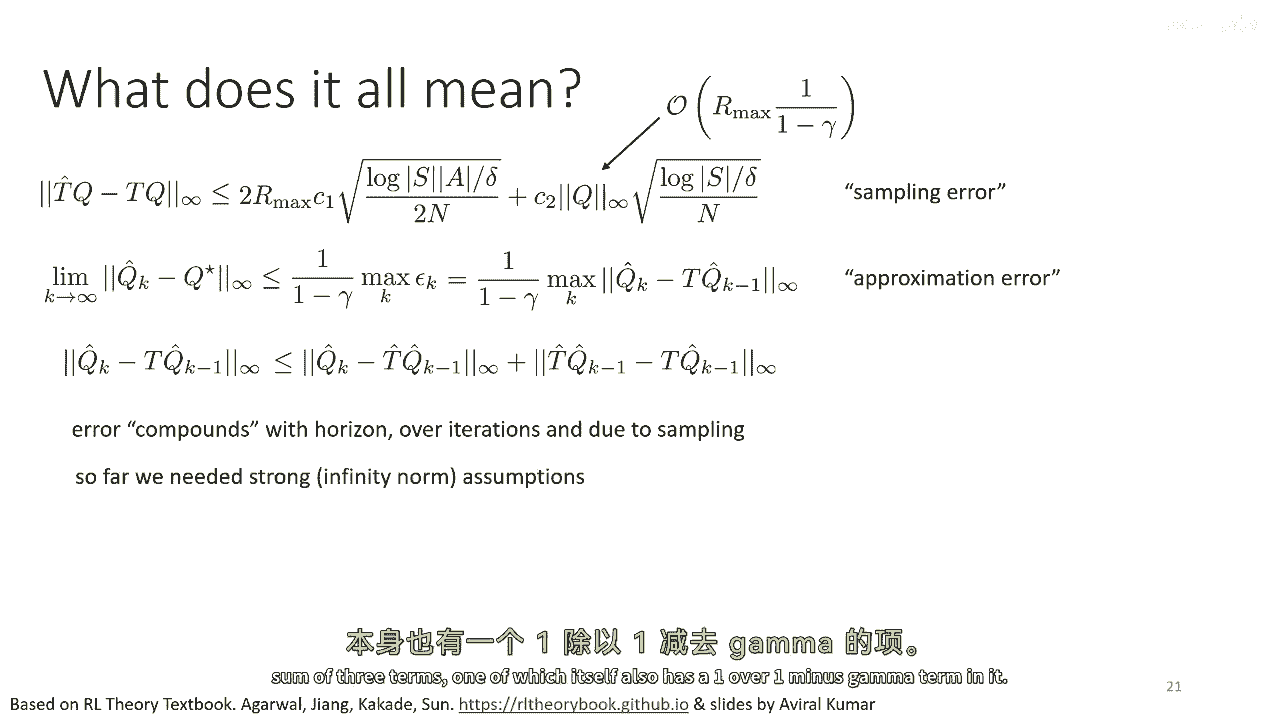 What does it all mean?
$\mathcal{O}\left(R_{\max}\frac{1}{1-\gamma}\right)$
$||\hat{T}Q - TQ||_\infty \leq 2R_{\max}c_1\sqrt{\frac{\log|S||A|/\delta}{2N}} + c_2||Q||_\infty\sqrt{\frac{\log|S|/\delta}{N}}$ “sampling error”
$\lim_{k\to\infty}||\hat{Q}_k - Q^\star||_\infty \leq \frac{1}{1-\gamma}\max_k \epsilon_k = \frac{1}{1-\gamma}\max_k||\hat{Q}_k - T\hat{Q}_{k-1}||_\infty$ “approximation error”
$||\hat{Q}_k - T\hat{Q}_{k-1}||_\infty \leq ||\hat{Q}_k - \hat{T}\hat{Q}_{k-1}||_\infty + ||\hat{T}\hat{Q}_{k-1} - T\hat{Q}_{k-1}||_\infty$
error “compounds” with horizon, over iterations and due to sampling
so far we needed strong (infinity norm) assumptions
本身也有一个 1 除以 1 减去 gamma 的项。
sum of three terms, one of which itself also has a 1 over 1 minus gamma term in it.
21
Based on RL Theory Textbook. Agarwal, Jiang, Kakade, Sun. https://rltheorybook.github.io & slides by Aviral Kumar